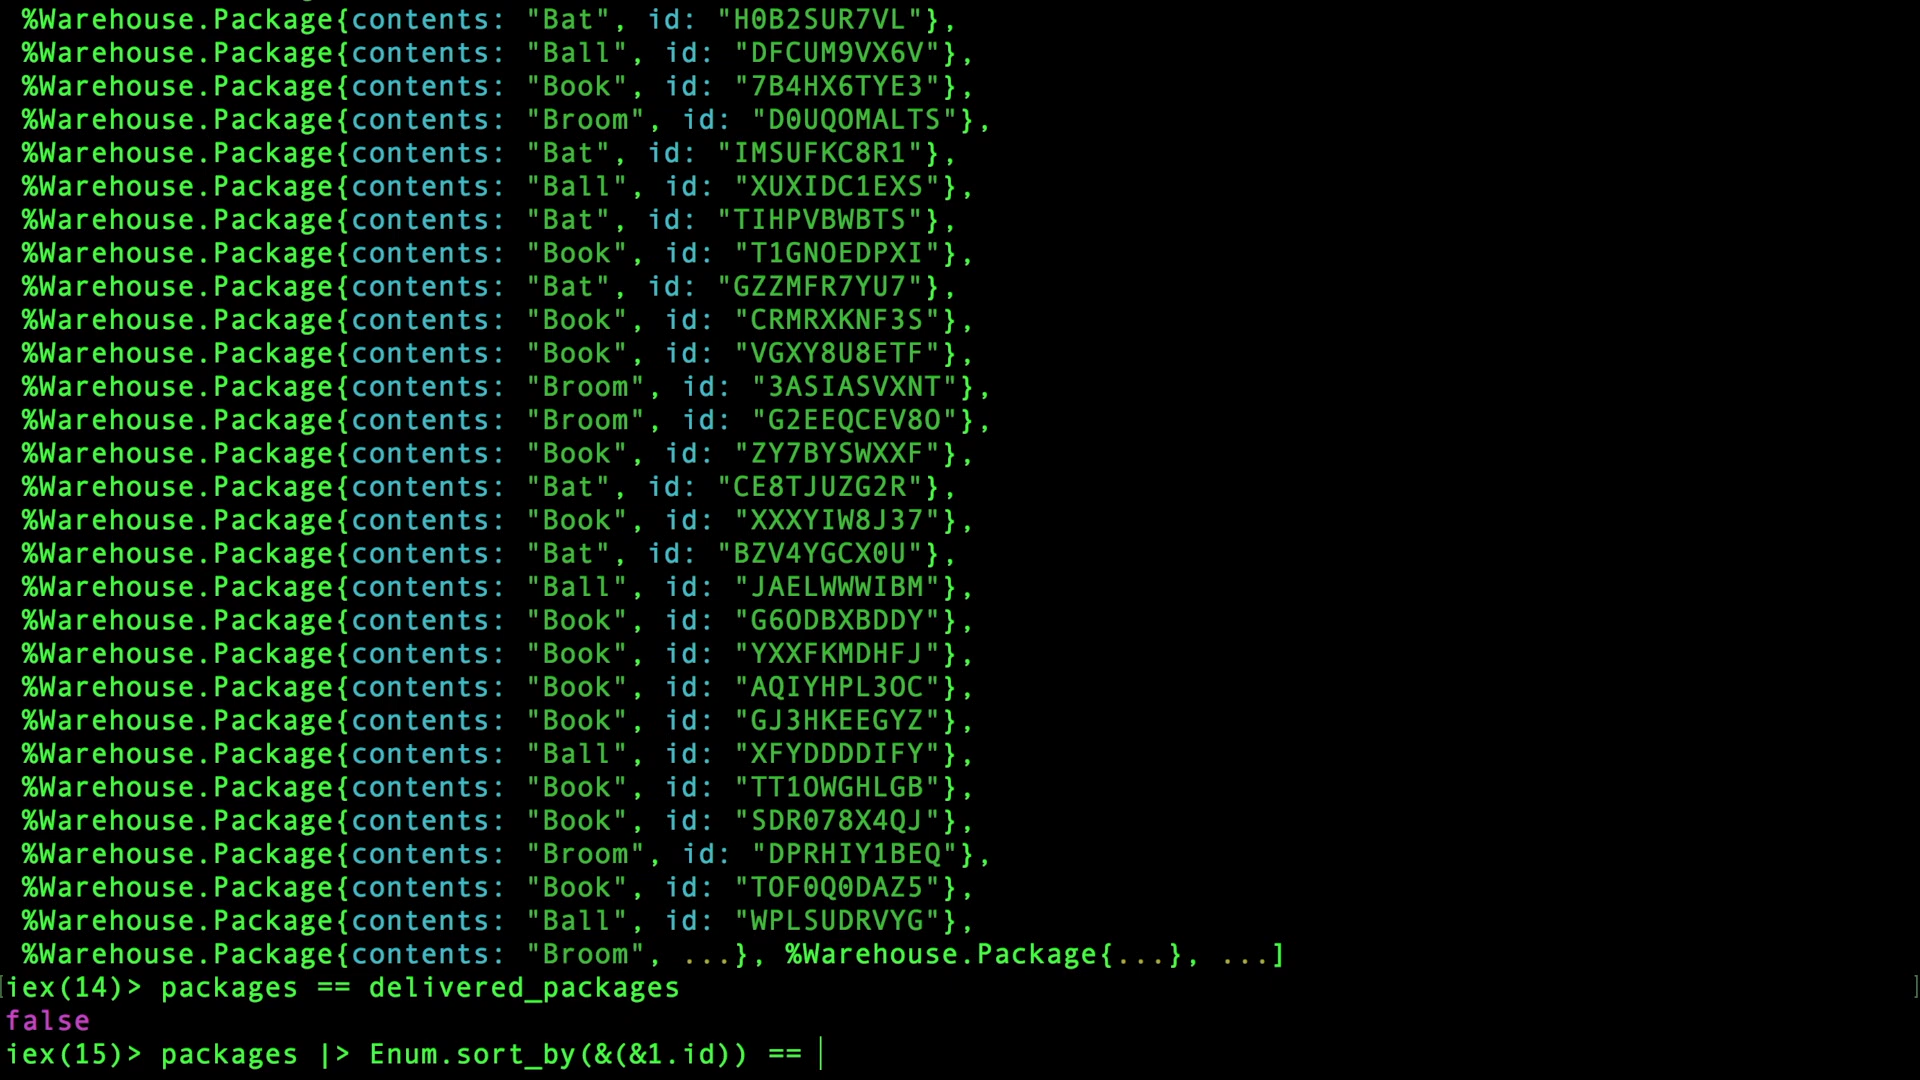 %Warehouse.Package{contents: "Bat", id: "H0B2SUR7VL"},
%Warehouse.Package{contents: "Ball", id: "DFCUM9VX6V"},
%Warehouse.Package{contents: "Book", id: "7B4HX6TYE3"},
%Warehouse.Package{contents: "Broom", id: "D0UQOMALTS"},
%Warehouse.Package{contents: "Bat", id: "IMSUFKC8R1"},
%Warehouse.Package{contents: "Ball", id: "XUXIDC1EXS"},
%Warehouse.Package{contents: "Bat", id: "TIHPVBWBTS"},
%Warehouse.Package{contents: "Book", id: "T1GNOEDPXI"},
%Warehouse.Package{contents: "Bat", id: "GZZMFR7YU7"},
%Warehouse.Package{contents: "Book", id: "CRMRXKNF3S"},
%Warehouse.Package{contents: "Book", id: "VGXY8U8ETF"},
%Warehouse.Package{contents: "Broom", id: "3ASIASVXNT"},
%Warehouse.Package{contents: "Broom", id: "G2EEQCEV8O"},
%Warehouse.Package{contents: "Book", id: "ZY7BYSWXXF"},
%Warehouse.Package{contents: "Bat", id: "CE8TJUZG2R"},
%Warehouse.Package{contents: "Book", id: "XXXYIW8J37"},
%Warehouse.Package{contents: "Bat", id: "BZV4YGCX0U"},
%Warehouse.Package{contents: "Ball", id: "JAELWWWIBM"},
%Warehouse.Package{contents: "Book", id: "G6ODBXBDDY"},
%Warehouse.Package{contents: "Book", id: "YXXFKMDHFJ"},
%Warehouse.Package{contents: "Book", id: "AQIYHPL3OC"},
%Warehouse.Package{contents: "Book", id: "GJ3HKEEGYZ"},
%Warehouse.Package{contents: "Ball", id: "XFYDDDDIFY"},
%Warehouse.Package{contents: "Book", id: "TT1OWGHLGB"},
%Warehouse.Package{contents: "Book", id: "SDR078X4QJ"},
%Warehouse.Package{contents: "Broom", id: "DPRHIY1BEQ"},
%Warehouse.Package{contents: "Book", id: "TOF0Q0DAZ5"},
%Warehouse.Package{contents: "Ball", id: "WPLSUDRVYG"},
%Warehouse.Package{contents: "Broom", ...}, %Warehouse.Package{...}, ...]
iex(14)> packages == delivered_packages
false
iex(15)> packages |> Enum.sort_by(&(&1.id)) ==